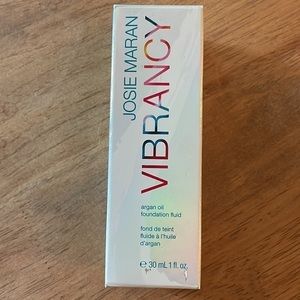 JOSIE MARAN
VIBRANCY
argan oil
foundation fluid
fond de teint
fluide à l'huile
d'argan
℮ 30 mL 1 fl. oz.